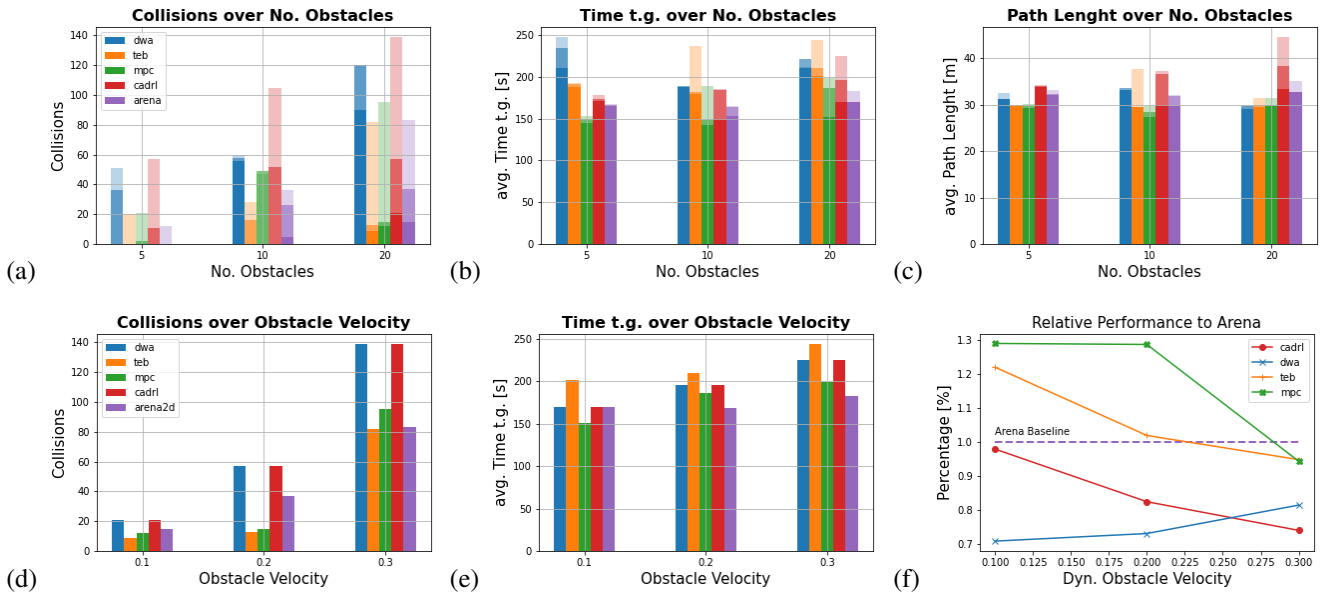 Collisions over No. Obstacles
140
120
100
80
60
40
20
0
Collisions
dwa
teb
mpc
cadrl
arena
5
10
20
No. Obstacles
(a)
Time t.g. over No. Obstacles
250
200
150
100
50
0
avg. Time t.g. [s]
5
10
20
No. Obstacles
(b)
Path Lenght over No. Obstacles
40
30
20
10
0
avg. Path Lenght [m]
5
10
20
No. Obstacles
(c)
Collisions over Obstacle Velocity
140
120
100
80
60
40
20
0
Collisions
dwa
teb
mpc
cadrl
arena2d
0.1
0.2
0.3
Obstacle Velocity
(d)
Time t.g. over Obstacle Velocity
250
200
150
100
50
0
avg. Time t.g. [s]
0.1
0.2
0.3
Obstacle Velocity
(e)
Relative Performance to Arena
1.3
1.2
1.1
1.0
0.9
0.8
0.7
Percentage [%]
cadrl
dwa
teb
mpc
Arena Baseline
0.100
0.125
0.150
0.175
0.200
0.225
0.250
0.275
0.300
Dyn. Obstacle Velocity
(f)